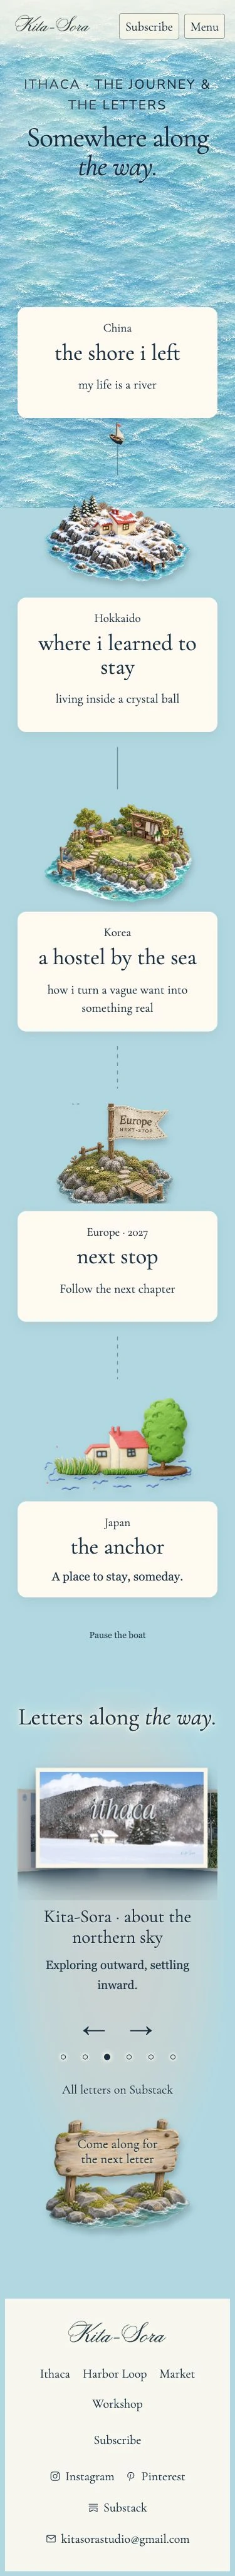 Kita-Sora
Subscribe
Menu
ITHACA · THE JOURNEY &
THE LETTERS
Somewhere along
the way.
China
the shore i left
my life is a river
Hokkaido
where i learned to
stay
living inside a crystal ball
Korea
a hostel by the sea
how i turn a vague want into
something real
Europe
NEXT·STOP
Europe · 2027
next stop
Follow the next chapter
Japan
the anchor
A place to stay, someday.
Pause the boat
Letters along the way.
ithaca
Kita-Sora · about the
northern sky
Exploring outward, settling
inward.
← →
All letters on Substack
Come along for
the next letter
Kita-Sora
Ithaca Harbor Loop Market
Workshop
Subscribe
Instagram Pinterest
Substack
kitasorastudio@gmail.com